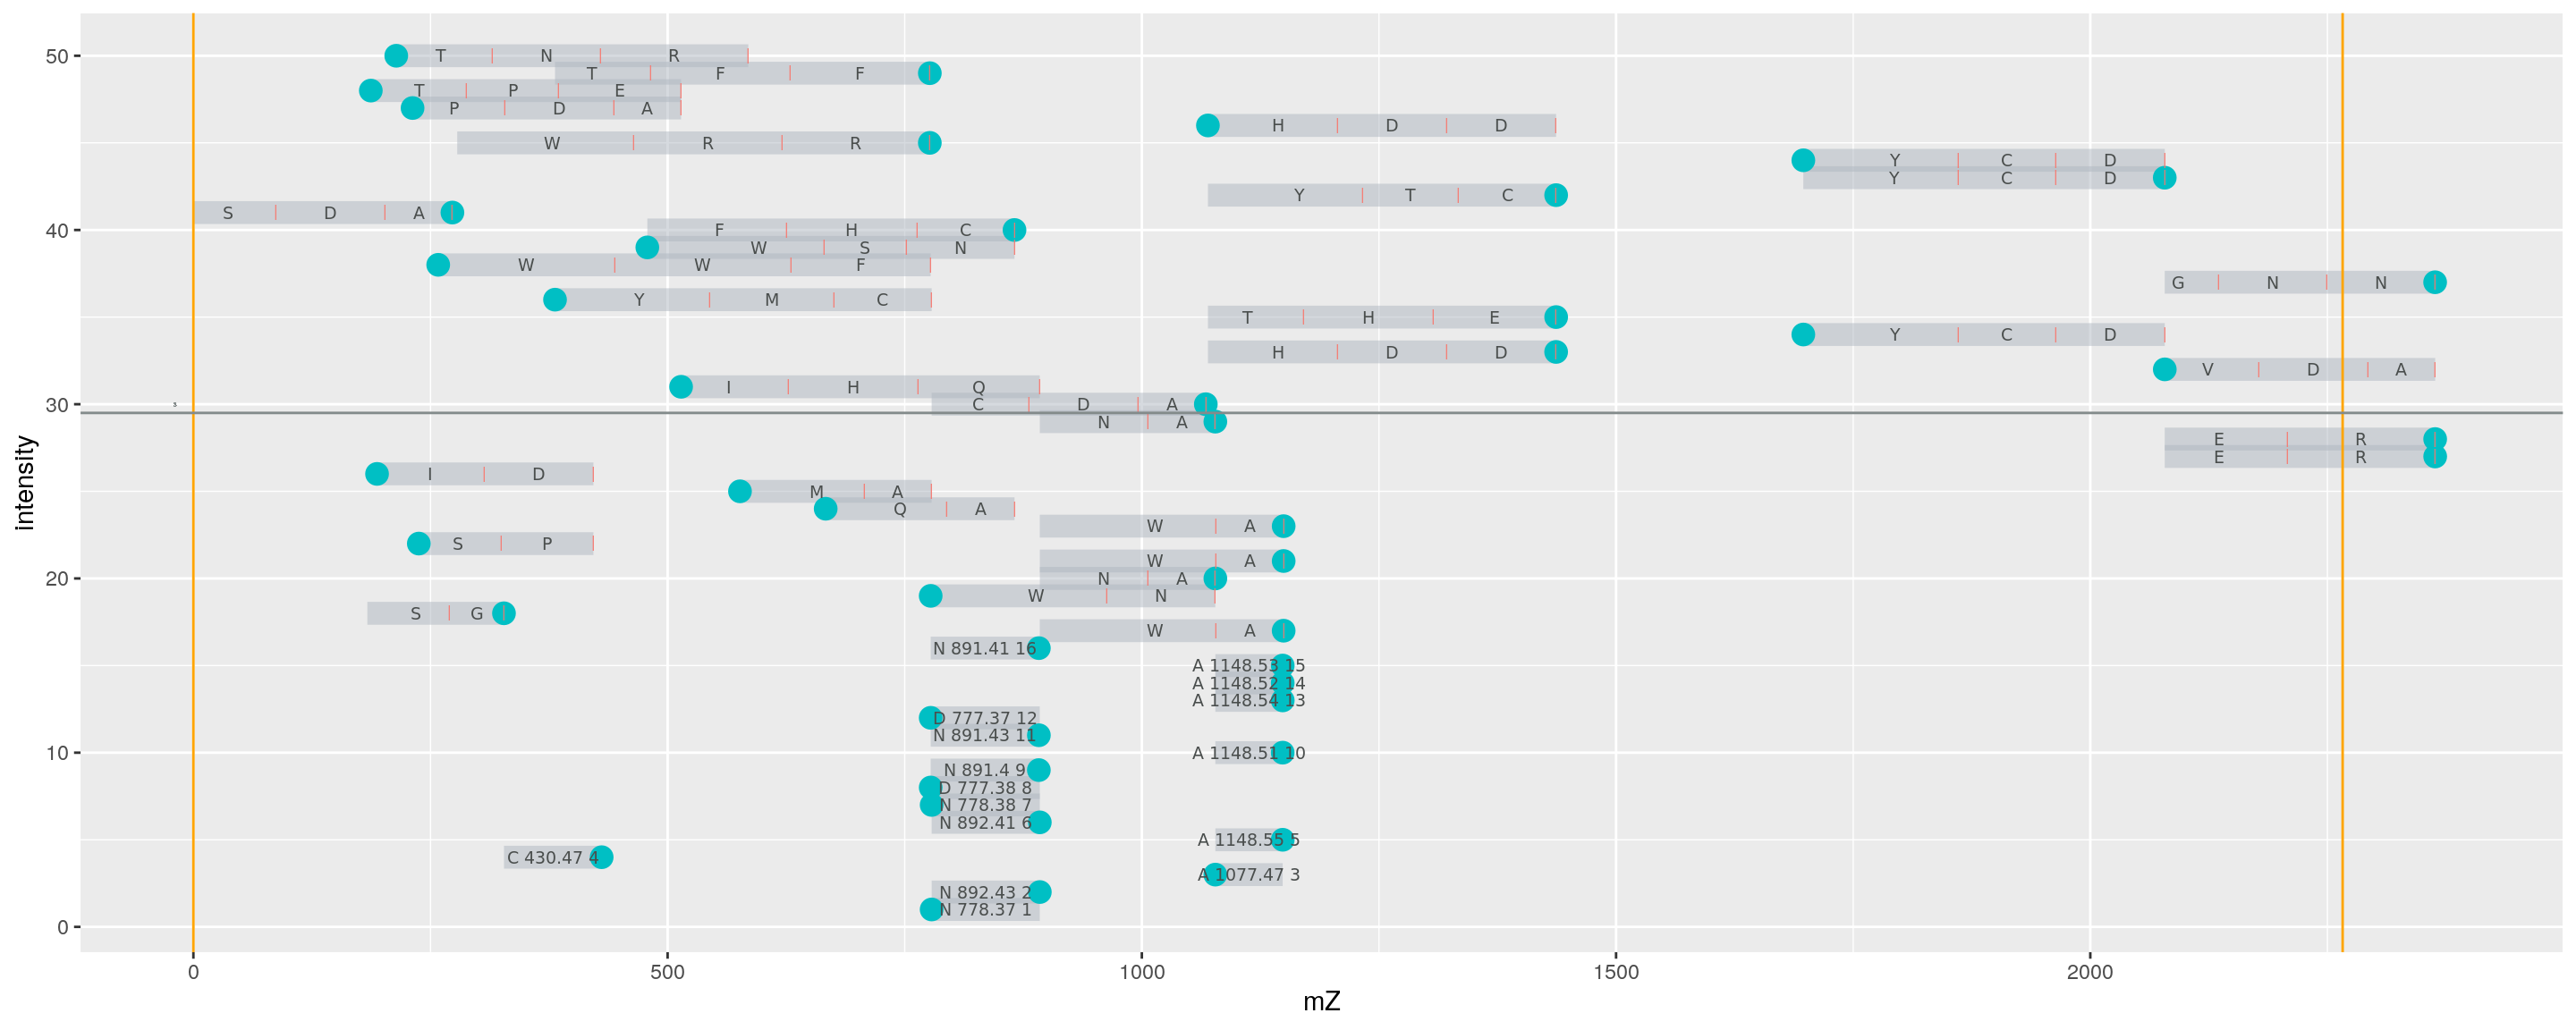 50
T N R
T F F
T P E
P D A
H D D
W R R
Y C D
Y C D
Y T C
S D A
40
F H C
W S N
W W F
G N N
Y M C
T H E
Y C D
H D D
V D A
I H Q
30
C D A
N A
E R
E R
I D
M A
Q A
W A
S P
W A
20
N A
W N
S G
W A
N 891.41 16
A 1148.53 15
A 1148.52 14
A 1148.54 13
D 777.37 12
N 891.43 11
10
A 1148.51 10
N 891.4 9
D 777.38 8
N 778.38 7
N 892.41 6
A 1148.55 5
C 430.47 4
A 1077.47 3
N 892.43 2
N 778.37 1
0
0 500 1000 1500 2000
mZ
intensity